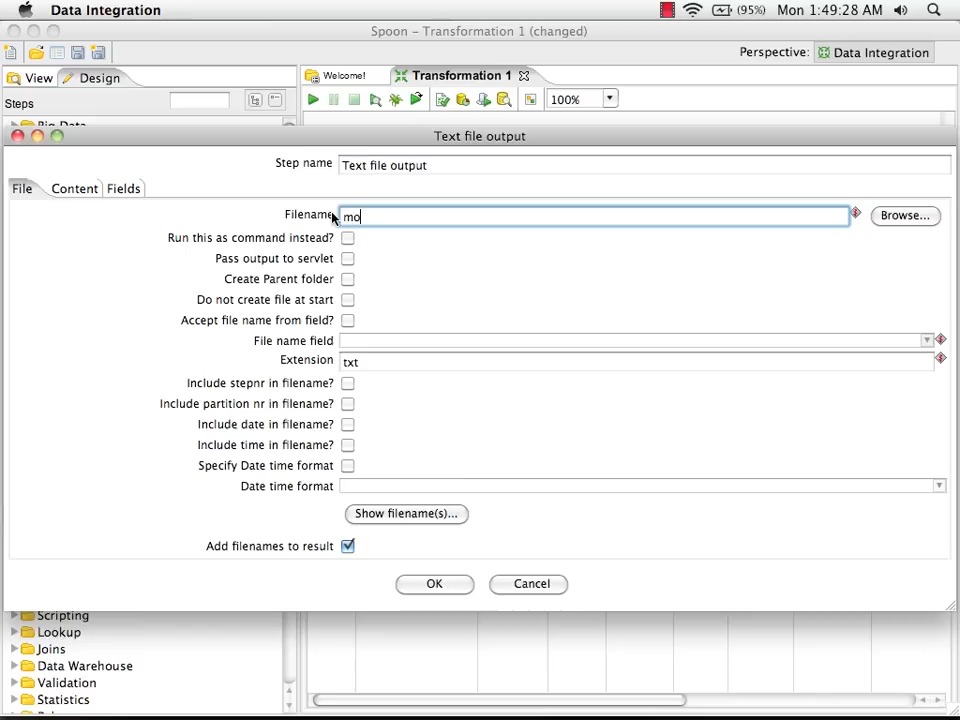 Data Integration (95%) Mon 1:49:28 AM
Spoon – Transformation 1 (changed)
Perspective: Data Integration
View Design Welcome! Transformation 1
Steps 100%
Big Data
Text file output
Step name Text file output
File Content Fields
Filename mo Browse...
Run this as command instead?
Pass output to servlet
Create Parent folder
Do not create file at start
Accept file name from field?
File name field
Extension txt
Include stepnr in filename?
Include partition nr in filename?
Include date in filename?
Include time in filename?
Specify Date time format
Date time format
Show filename(s)...
Add filenames to result
OK Cancel
Scripting
Lookup
Joins
Data Warehouse
Validation
Statistics